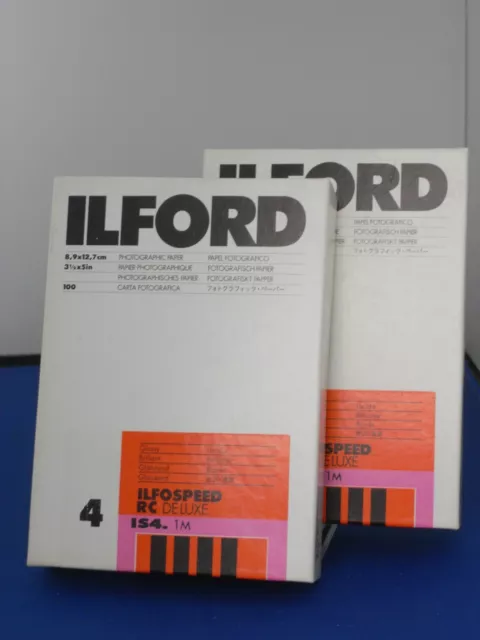 ILFORD
8,9x12,7cm PHOTOGRAPHIC PAPER PAPEL FOTOGRAFICO
3½x5in PAPIER PHOTOGRAPHIQUE FOTOGRAFISCH PAPIER
PHOTOGRAPHISCHES PAPIER FOTOGRAFISKT PAPPER
100 CARTA FOTOGRAFICA フォトグラフィック・ペーパー
4
ILFOSPEED
RC DE LUXE
IS4. 1M
ILFORD
PAPEL FOTOGRAFICO
FOTOGRAFISCH PAPIER
FOTOGRAFISKT PAPPER
フォトグラフィック・ペーパー
SPEED
DE LUXE
1M